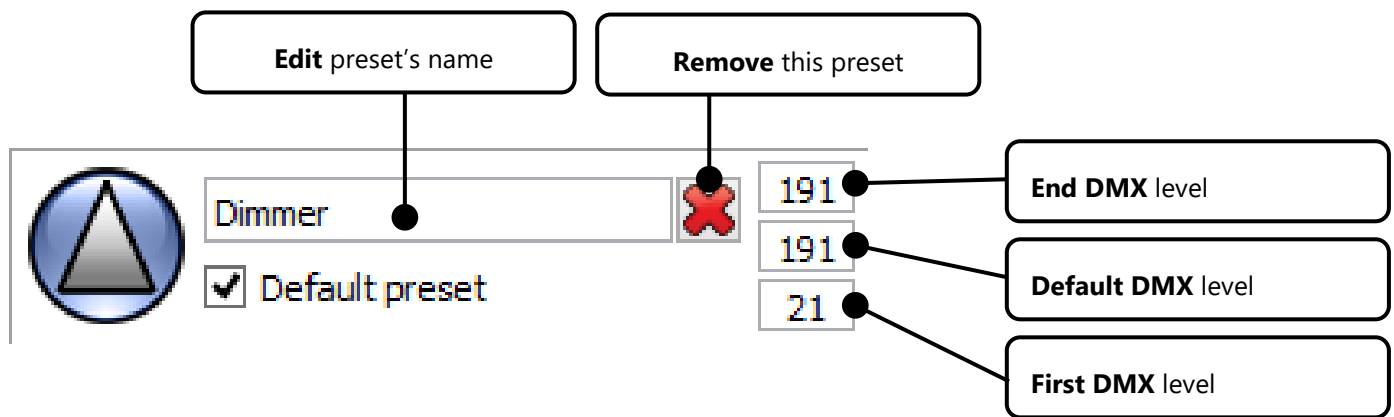 Edit preset's name
Remove this preset
Dimmer
191
End DMX level
191
Default preset
Default DMX level
21
First DMX level